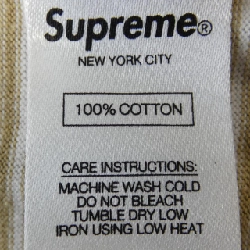 Supreme®
NEW YORK CITY
100% COTTON
CARE INSTRUCTIONS:
MACHINE WASH COLD
DO NOT BLEACH
TUMBLE DRY LOW
IRON USING LOW HEAT